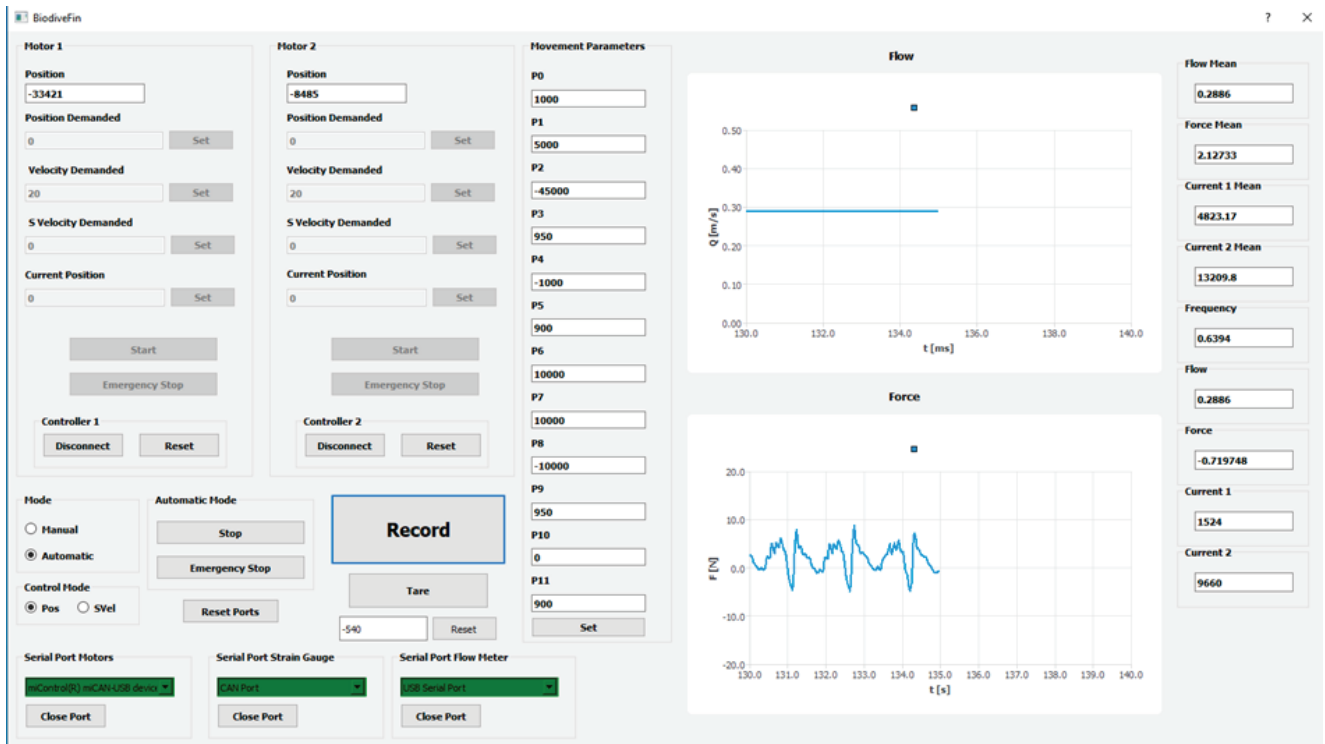 BiodiveFin
?
Motor 1
Position
-33421
Position Demanded
0
Set
Velocity Demanded
20
Set
S Velocity Demanded
0
Set
Current Position
0
Set
Start
Emergency Stop
Controller 1
Disconnect
Reset
Motor 2
Position
-8485
Position Demanded
0
Set
Velocity Demanded
20
Set
S Velocity Demanded
0
Set
Current Position
0
Set
Start
Emergency Stop
Controller 2
Disconnect
Reset
Mode
Manual
Automatic
Control Mode
Pos
SVel
Automatic Mode
Stop
Emergency Stop
Reset Ports
Record
Tare
-540
Reset
Serial Port Motors
miControl(R) miCAN-USB device
Close Port
Serial Port Strain Gauge
CAN Port
Close Port
Serial Port Flow Meter
USB Serial Port
Close Port
Movement Parameters
P0
1000
P1
5000
P2
-45000
P3
950
P4
-1000
P5
900
P6
10000
P7
10000
P8
-10000
P9
950
P10
0
P11
900
Set
Flow
0.50
0.40
0.30
0.20
0.10
0.00
Q [m/s]
130.0 132.0 134.0 136.0 138.0 140.0
t [ms]
Force
20.0
10.0
0.0
-10.0
-20.0
F [N]
130.0 131.0 132.0 133.0 134.0 135.0 136.0 137.0 138.0 139.0 140.0
t [s]
Flow Mean
0.2886
Force Mean
2.12733
Current 1 Mean
4823.17
Current 2 Mean
13209.8
Frequency
0.6394
Flow
0.2886
Force
-0.719748
Current 1
1524
Current 2
9660